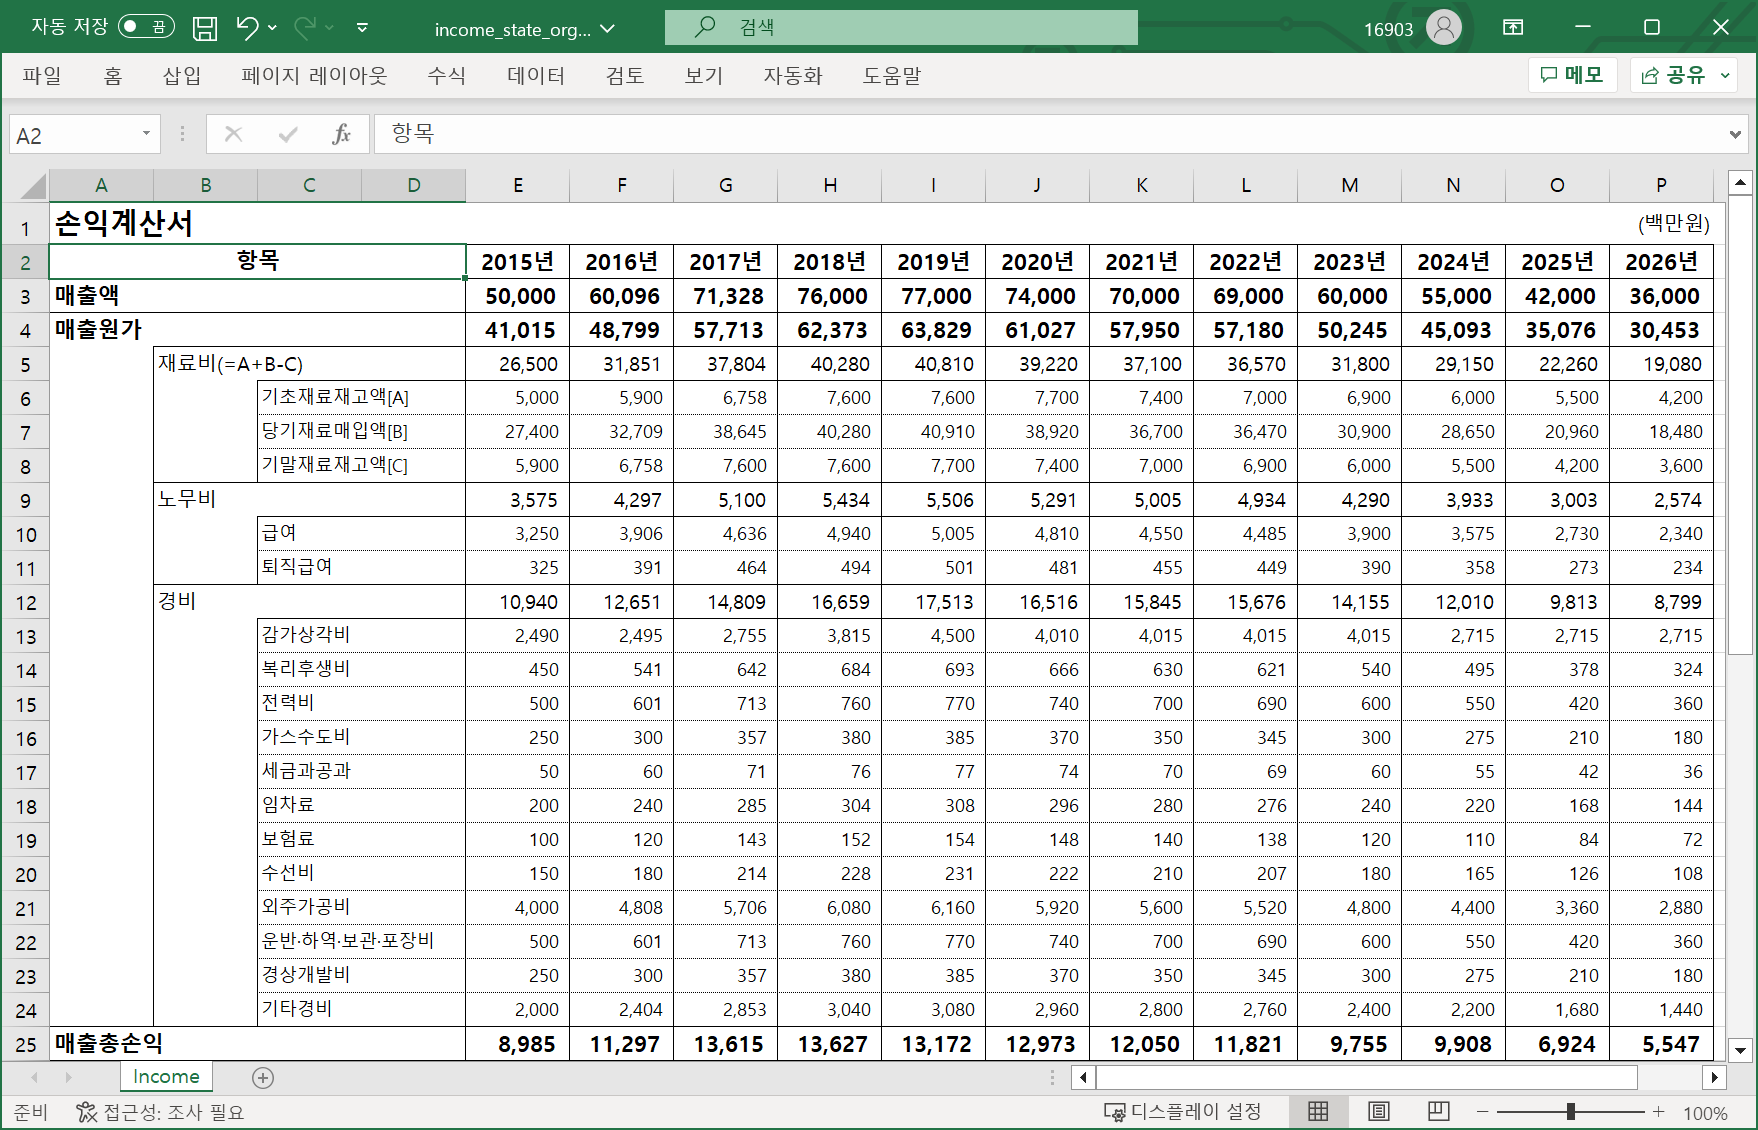 자동 저장 끔 income_state_org... 검색 16903
파일 홈 삽입 페이지 레이아웃 수식 데이터 검토 보기 자동화 도움말 메모 공유
A2 fx 항목
A B C D E F G H I J K L M N O P
1 손익계산서 (백만원)
2 항목 2015년 2016년 2017년 2018년 2019년 2020년 2021년 2022년 2023년 2024년 2025년 2026년
3 매출액 50,000 60,096 71,328 76,000 77,000 74,000 70,000 69,000 60,000 55,000 42,000 36,000
4 매출원가 41,015 48,799 57,713 62,373 63,829 61,027 57,950 57,180 50,245 45,093 35,076 30,453
5 재료비(=A+B-C) 26,500 31,851 37,804 40,280 40,810 39,220 37,100 36,570 31,800 29,150 22,260 19,080
6 기초재료재고액[A] 5,000 5,900 6,758 7,600 7,600 7,700 7,400 7,000 6,900 6,000 5,500 4,200
7 당기재료매입액[B] 27,400 32,709 38,645 40,280 40,910 38,920 36,700 36,470 30,900 28,650 20,960 18,480
8 기말재료재고액[C] 5,900 6,758 7,600 7,600 7,700 7,400 7,000 6,900 6,000 5,500 4,200 3,600
9 노무비 3,575 4,297 5,100 5,434 5,506 5,291 5,005 4,934 4,290 3,933 3,003 2,574
10 급여 3,250 3,906 4,636 4,940 5,005 4,810 4,550 4,485 3,900 3,575 2,730 2,340
11 퇴직급여 325 391 464 494 501 481 455 449 390 358 273 234
12 경비 10,940 12,651 14,809 16,659 17,513 16,516 15,845 15,676 14,155 12,010 9,813 8,799
13 감가상각비 2,490 2,495 2,755 3,815 4,500 4,010 4,015 4,015 4,015 2,715 2,715 2,715
14 복리후생비 450 541 642 684 693 666 630 621 540 495 378 324
15 전력비 500 601 713 760 770 740 700 690 600 550 420 360
16 가스수도비 250 300 357 380 385 370 350 345 300 275 210 180
17 세금과공과 50 60 71 76 77 74 70 69 60 55 42 36
18 임차료 200 240 285 304 308 296 280 276 240 220 168 144
19 보험료 100 120 143 152 154 148 140 138 120 110 84 72
20 수선비 150 180 214 228 231 222 210 207 180 165 126 108
21 외주가공비 4,000 4,808 5,706 6,080 6,160 5,920 5,600 5,520 4,800 4,400 3,360 2,880
22 운반·하역·보관·포장비 500 601 713 760 770 740 700 690 600 550 420 360
23 경상개발비 250 300 357 380 385 370 350 345 300 275 210 180
24 기타경비 2,000 2,404 2,853 3,040 3,080 2,960 2,800 2,760 2,400 2,200 1,680 1,440
25 매출총손익 8,985 11,297 13,615 13,627 13,172 12,973 12,050 11,821 9,755 9,908 6,924 5,547
Income
준비 접근성: 조사 필요 디스플레이 설정 100%